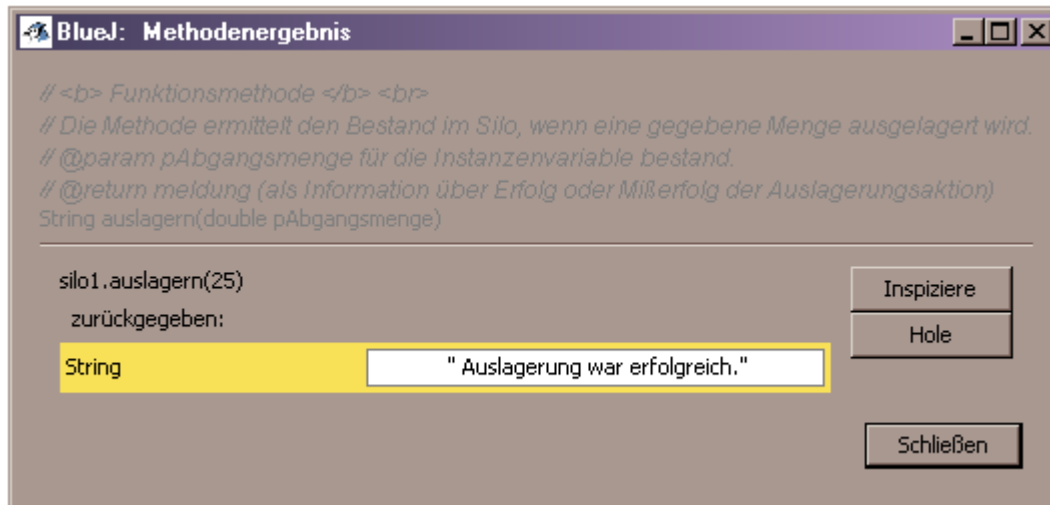 BlueJ: Methodenergebnis
// <b> Funktionsmethode </b> <br>
// Die Methode ermittelt den Bestand im Silo, wenn eine gegebene Menge ausgelagert wird.
// @param pAbgangsmenge für die Instanzenvariable bestand.
// @return meldung (als Information über Erfolg oder Mißerfolg der Auslagerungsaktion)
String auslagern(double pAbgangsmenge)
silo1.auslagern(25)
zurückgegeben:
String
" Auslagerung war erfolgreich."
Inspiziere
Hole
Schließen